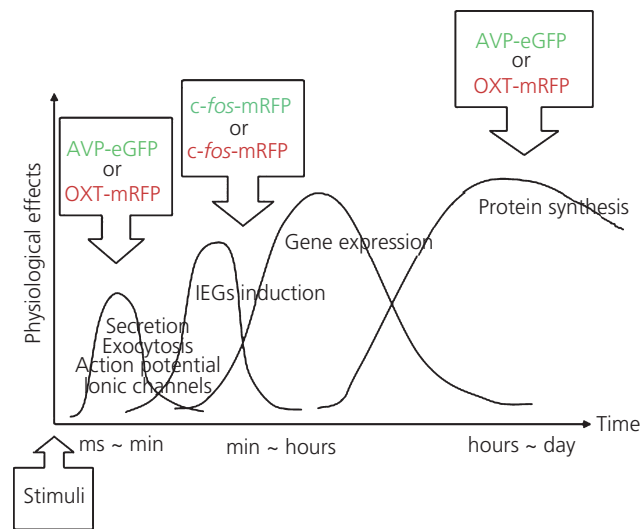 AVP-eGFP
or
OXT-mRFP
c-fos-mRFP
or
c-fos-mRFP
AVP-eGFP
or
OXT-mRFP
Physiological effects
Protein synthesis
Gene expression
IEGs induction
Secretion
Exocytosis
Action potential
Ionic channels
Time
ms ~ min
min ~ hours
hours ~ day
Stimuli